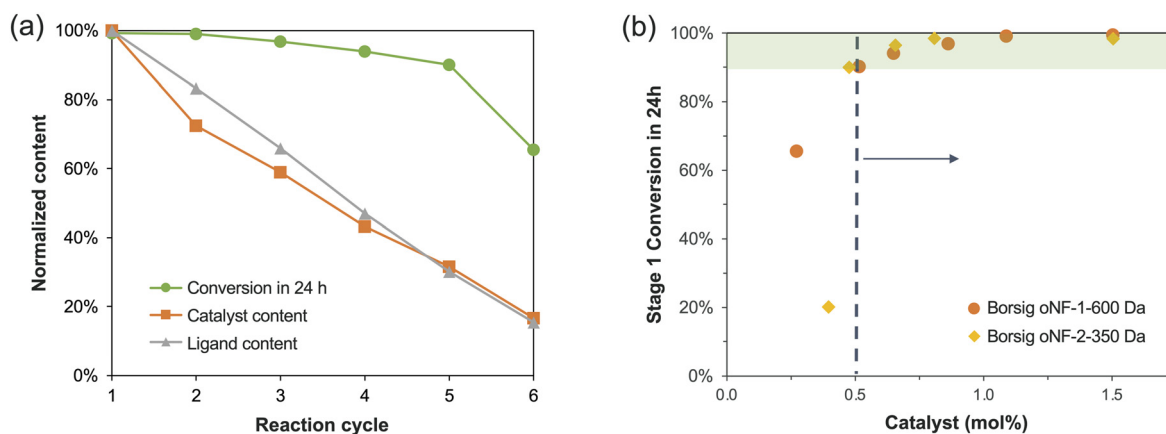 (a)
Normalized content
100%
80%
60%
40%
20%
0%
Conversion in 24 h
Catalyst content
Ligand content
1 2 3 4 5 6
Reaction cycle
(b)
Stage 1 Conversion in 24h
100%
80%
60%
40%
20%
0%
Borsig oNF-1-600 Da
Borsig oNF-2-350 Da
0.0 0.5 1.0 1.5
Catalyst (mol%)